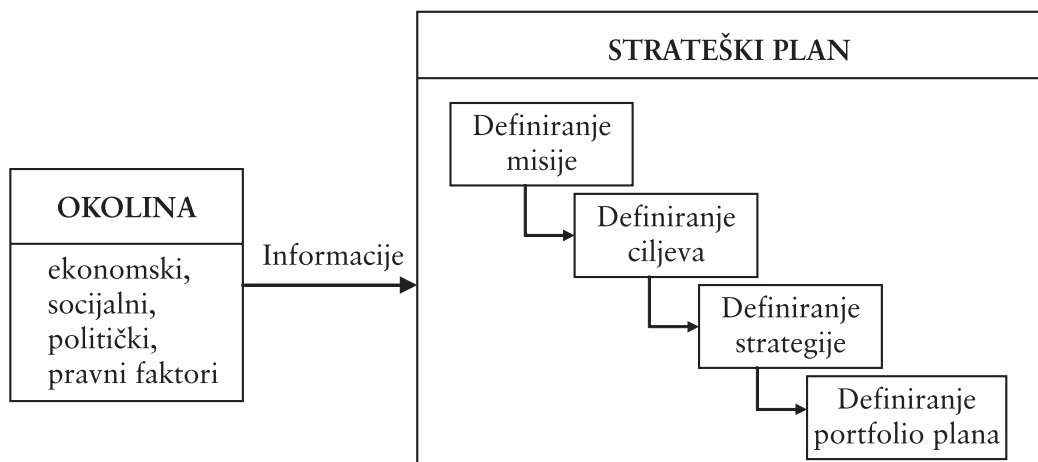 STRATEŠKI PLAN
Definiranje
misije
Definiranje
ciljeva
Definiranje
strategije
Definiranje
portfolio plana
OKOLINA
ekonomski,
socijalni,
politički,
pravni faktori
Informacije